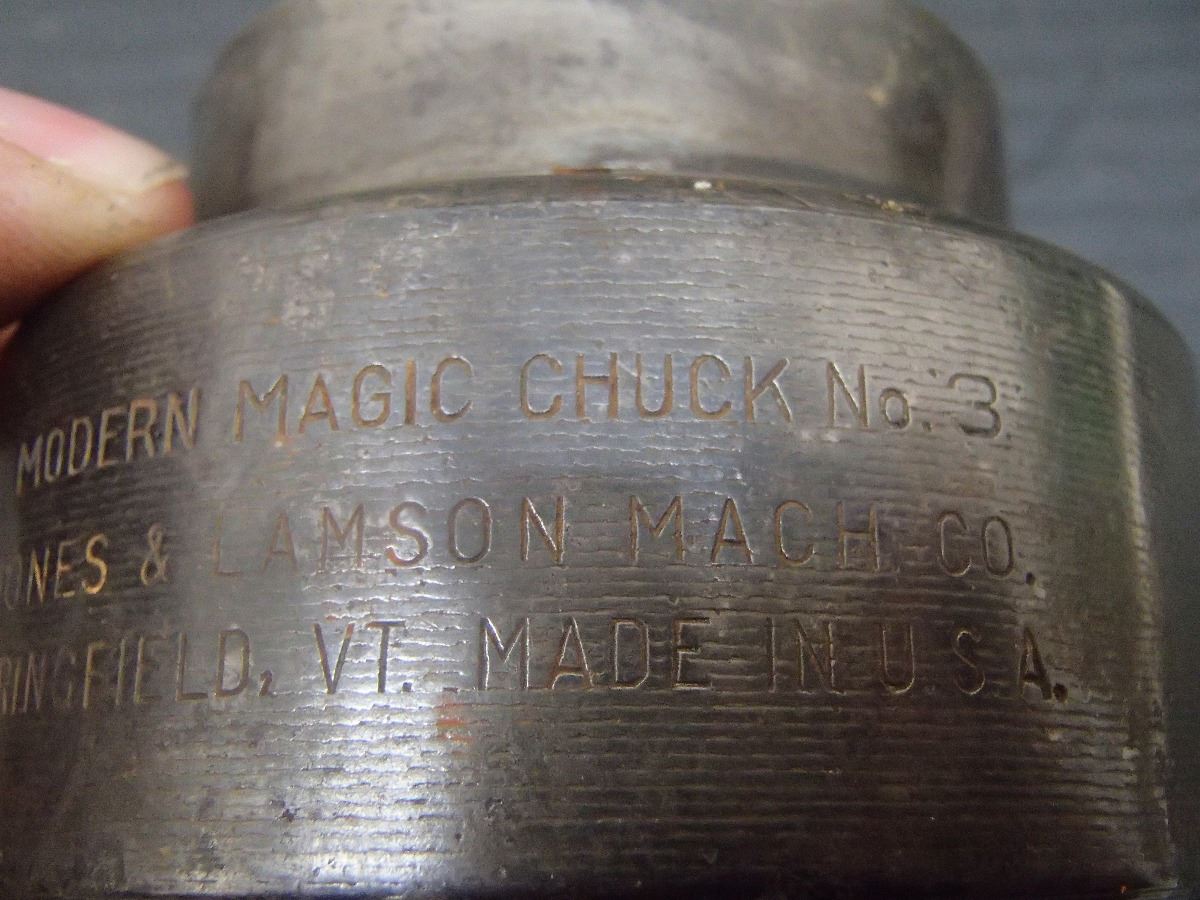 MODERN MAGIC CHUCK No. 3
ONES & LAMSON MACH. CO.
RINGFIELD, VT. MADE IN U.S.A.